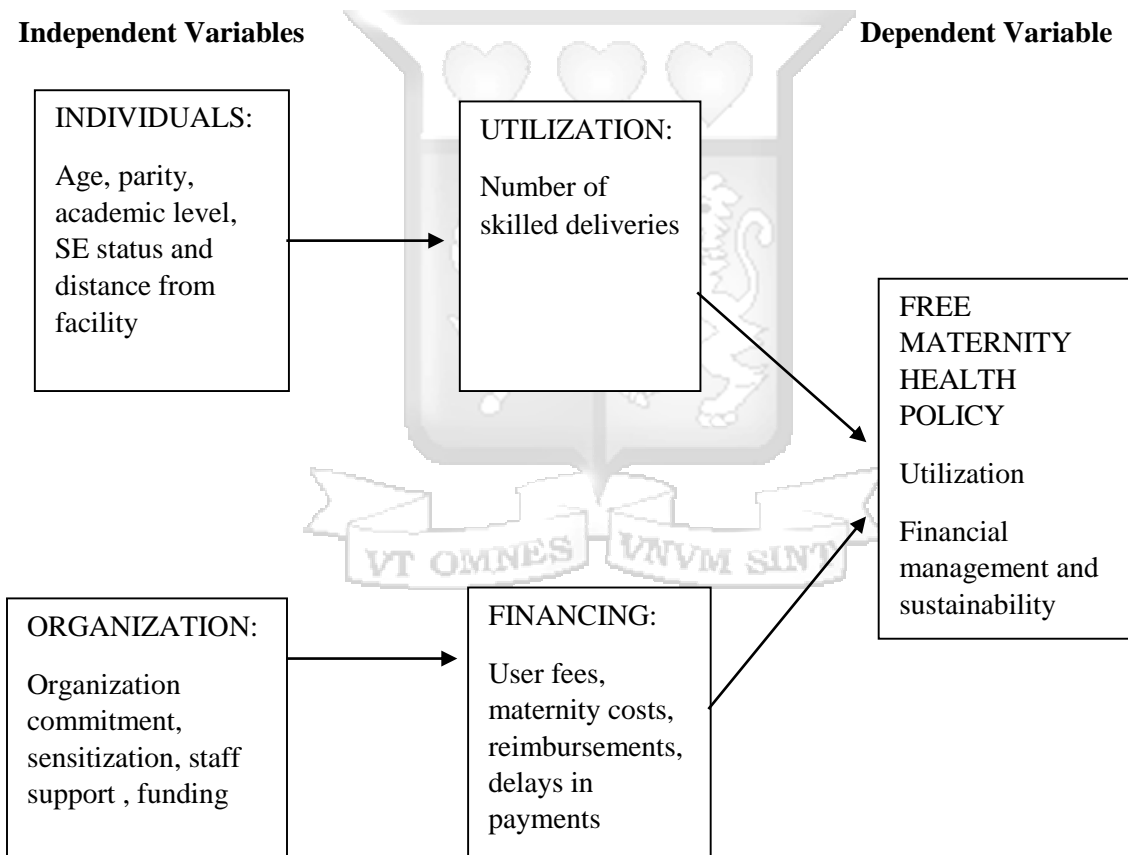 Independent Variables
Dependent Variable
INDIVIDUALS:
Age, parity,
academic level,
SE status and
distance from
facility
UTILIZATION:
Number of
skilled deliveries
FREE
MATERNITY
HEALTH
POLICY
Utilization
Financial
management and
sustainability
VT OMNES VNVM SINT
ORGANIZATION:
Organization
commitment,
sensitization, staff
support , funding
FINANCING:
User fees,
maternity costs,
reimbursements,
delays in
payments